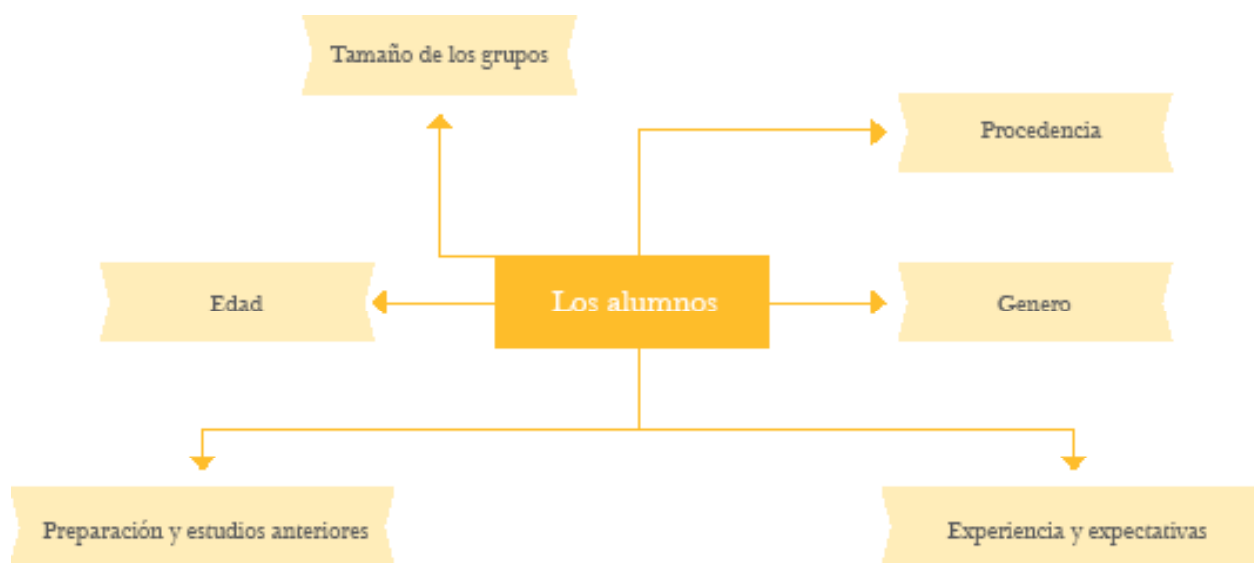 Tamaño de los grupos
Procedencia
Edad
Los alumnos
Genero
Preparación y estudios anteriores
Experiencia y expectativas